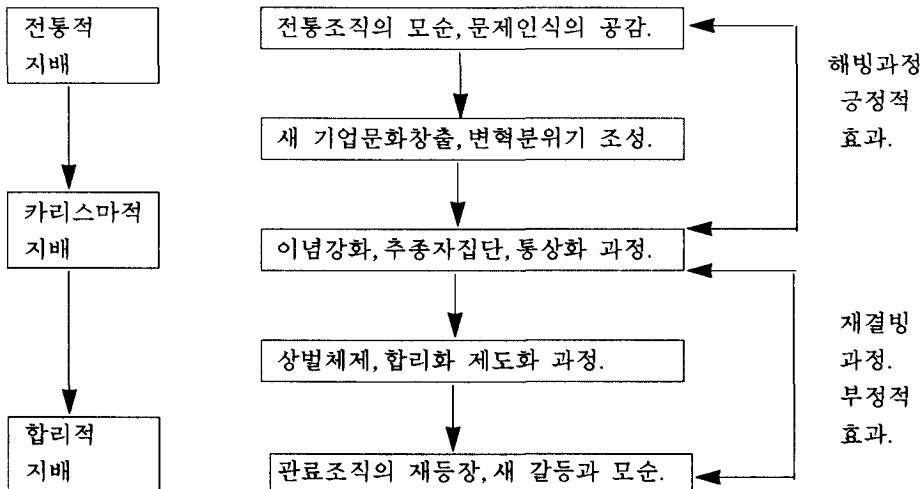 전통적
지배
전통조직의 모순, 문제인식의 공감.
해빙과정
긍정적
효과.
새 기업문화창출, 변혁분위기 조성.
카리스마적
지배
이념강화, 추종자집단, 통상화 과정.
재결빙
과정.
부정적
효과.
상벌체제, 합리화 제도화 과정.
합리적
지배
관료조직의 재등장, 새 갈등과 모순.